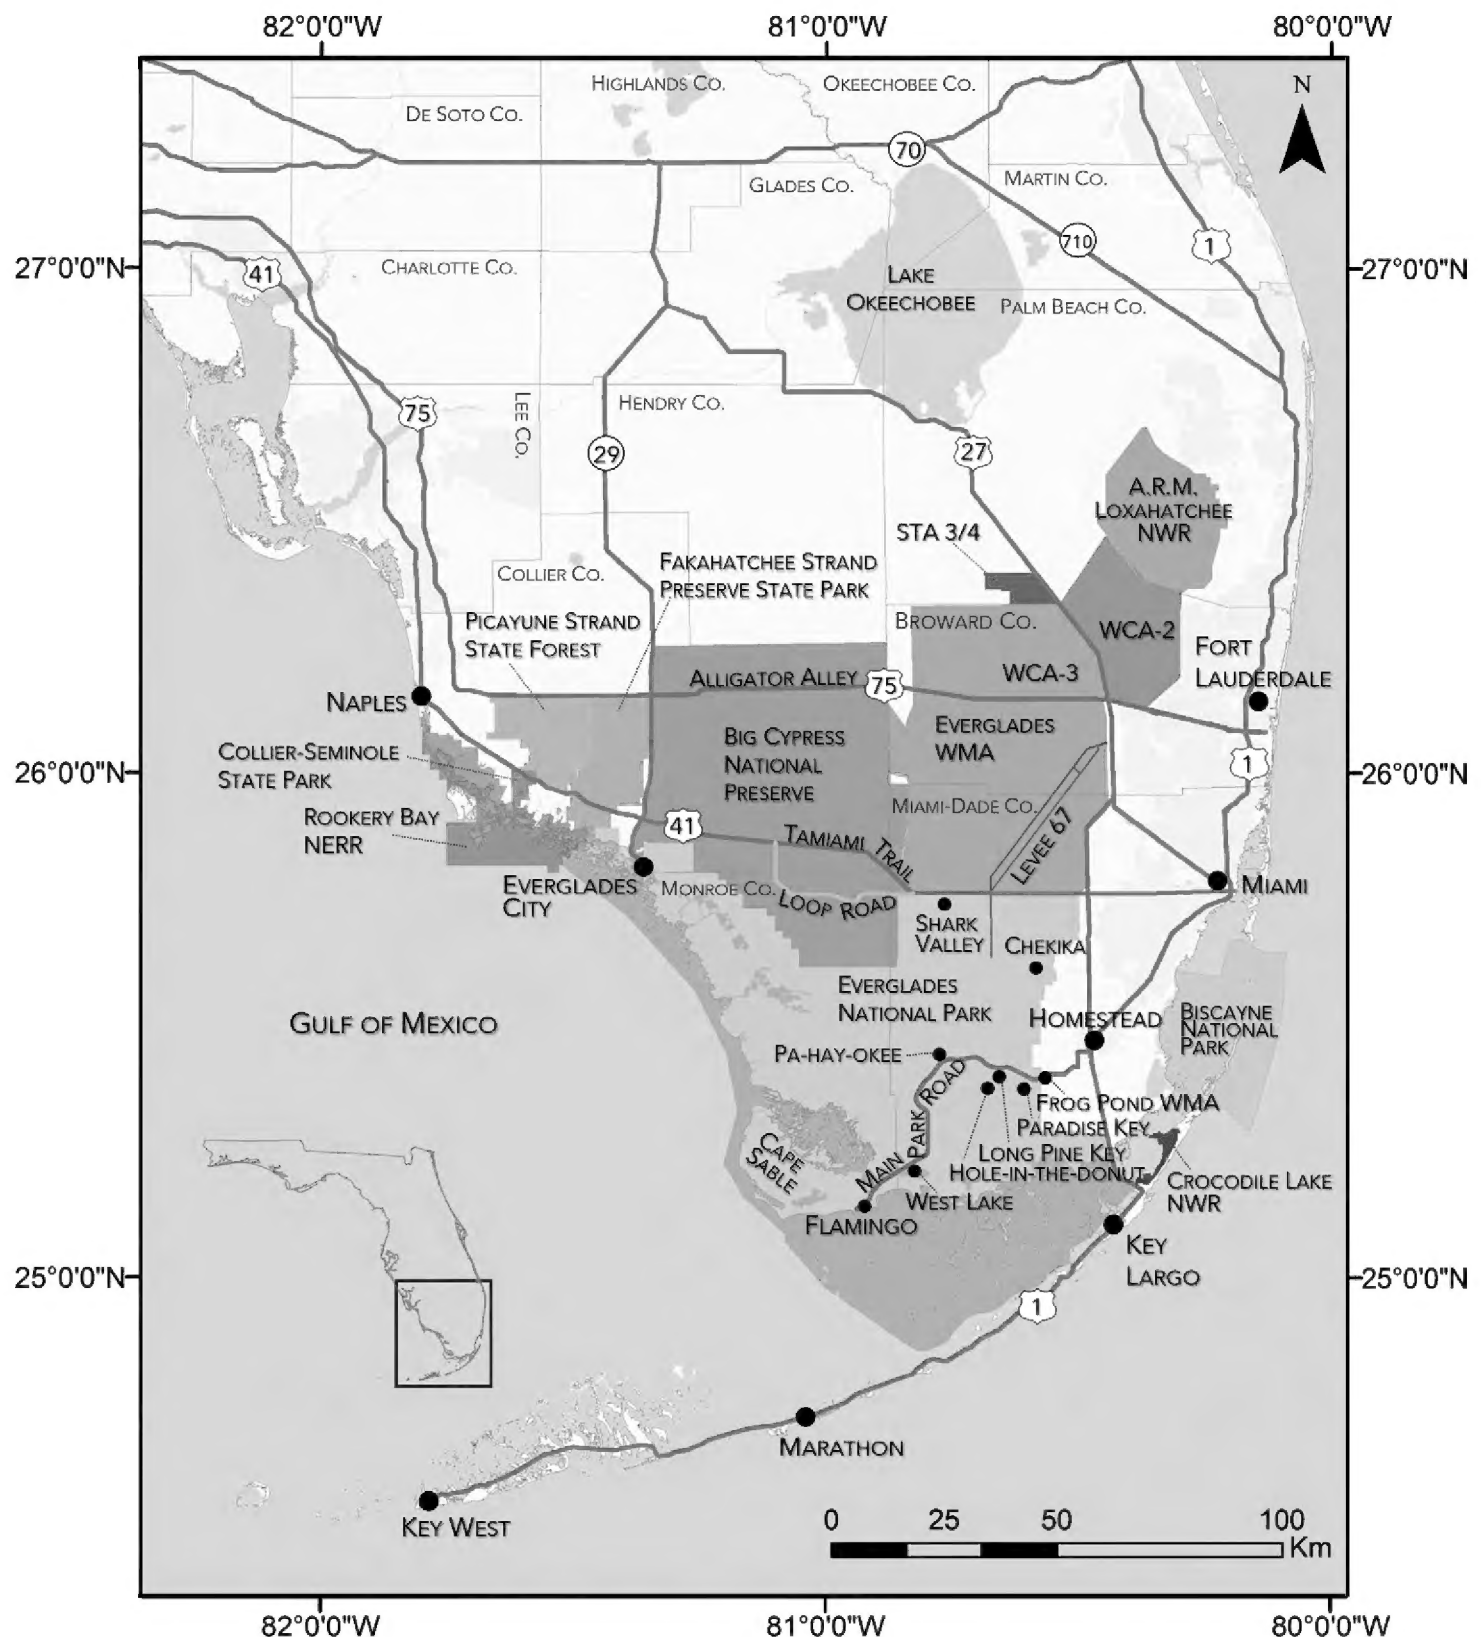 82°0'0"W
81°0'0"W
80°0'0"W
HIGHLANDS CO.
OKEECHOBEE CO.
N
DE SOTO CO.
70
GLADES CO.
MARTIN CO.
710
1
27°0'0"N
41
CHARLOTTE CO.
LAKE
OKEECHOBEE
27°0'0"N
PALM BEACH CO.
75
LEE CO.
HENDRY CO.
29
27
A.R.M.
LOXAHATCHEE
NWR
STA 3/4
FAKAHATCHEE STRAND
PRESERVE STATE PARK
COLLIER CO.
PICAYUNE STRAND
STATE FOREST
BROWARD CO.
WCA-2
FORT
LAUDERDALE
WCA-3
ALLIGATOR ALLEY
75
NAPLES
EVERGLADES
WMA
BIG CYPRESS
NATIONAL
PRESERVE
COLLIER-SEMINOLE
STATE PARK
26°0'0"N
1
26°0'0"N
MIAMI-DADE CO.
ROOKERY BAY
NERR
41
TAMIAMI TRAIL
LEVEE 67
EVERGLADES
CITY
MONROE CO.
LOOP ROAD
MIAMI
SHARK
VALLEY
CHEKIKA
EVERGLADES
NATIONAL PARK
GULF OF MEXICO
HOMESTEAD
BISCAYNE
NATIONAL
PARK
PA-HAY-OKEE
MAIN PARK ROAD
FROG POND WMA
PARADISE KEY
LONG PINE KEY
HOLE-IN-THE-DONUT
CAPE
SABLE
CROCODILE LAKE
NWR
WEST LAKE
FLAMINGO
KEY
LARGO
25°0'0"N
25°0'0"N
1
MARATHON
KEY WEST
0 25 50 100
Km
82°0'0"W
81°0'0"W
80°0'0"W